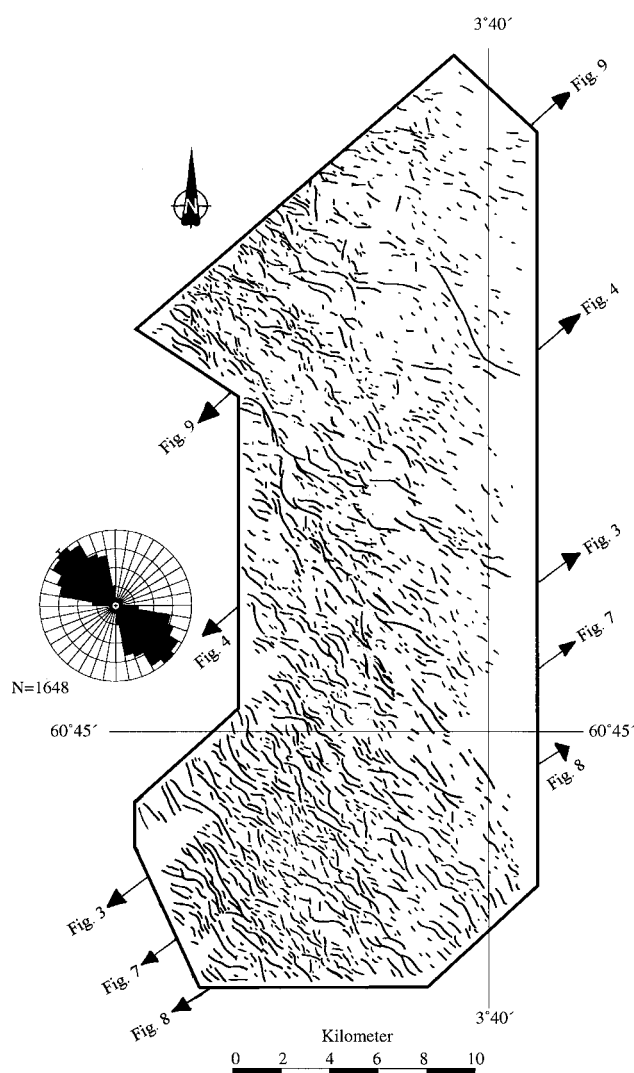 3°40´
Fig. 9
N
Fig. 4
Fig. 9
Fig. 3
Fig. 4
Fig. 7
N=1648
60°45´
60°45´
Fig. 8
Fig. 3
Fig. 7
Fig. 8
3°40´
Kilometer
0 2 4 6 8 10